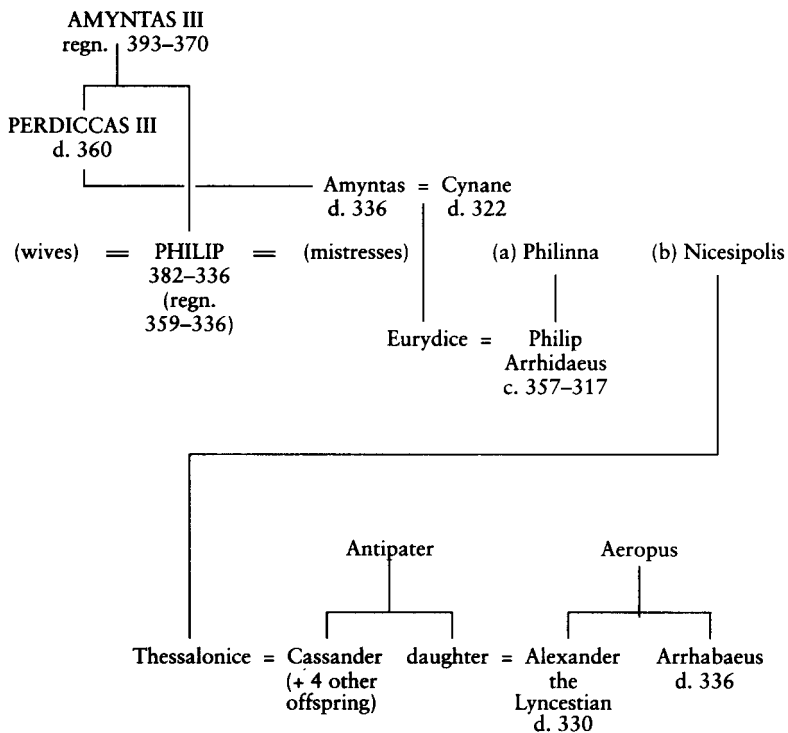 AMYNTAS III
regn. 393–370
PERDICCAS III
d. 360
Amyntas = Cynane
d. 336 d. 322
(wives) = PHILIP = (mistresses) (a) Philinna (b) Nicesipolis
382–336
(regn.
359–336)
Eurydice = Philip
Arrhidaeus
c. 357–317
Antipater Aeropus
Thessalonice = Cassander daughter = Alexander Arrhabaeus
(+ 4 other the d. 336
offspring) Lyncestian
d. 330